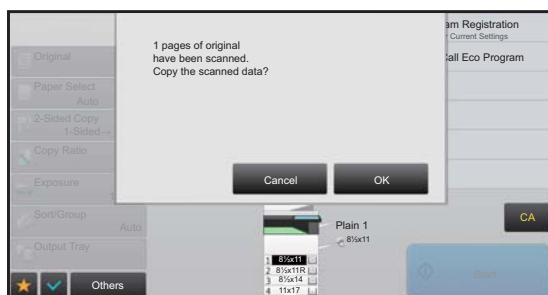 1 pages of original
have been scanned.
Copy the scanned data?
Cancel
OK
Original
Paper Select
Auto
2-Sided Copy
1-Sided→
Copy Ratio
Exposure
Sort/Group
Auto
Output Tray
Others
am Registration
Current Settings
Call Eco Program
Plain 1
8½x11
1 8½x11
2 8½x11R
3 8½x14
4 11x17
CA
Start